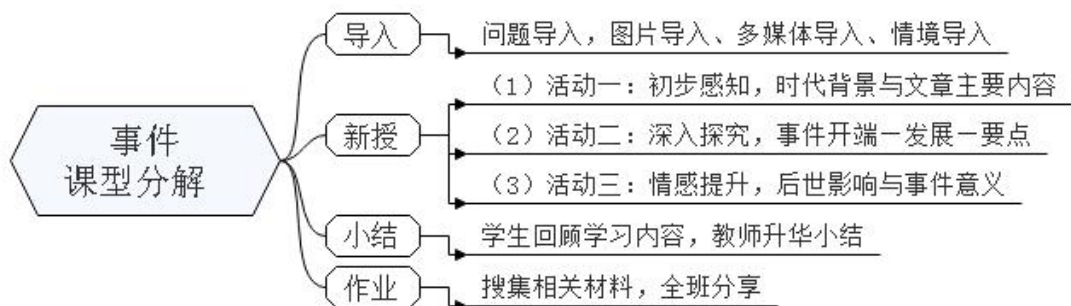 事件
课型分解
导入
问题导入，图片导入、多媒体导入、情境导入
新授
（1）活动一：初步感知，时代背景与文章主要内容
（2）活动二：深入探究，事件开端—发展—要点
（3）活动三：情感提升，后世影响与事件意义
小结
学生回顾学习内容，教师升华小结
作业
搜集相关材料，全班分享